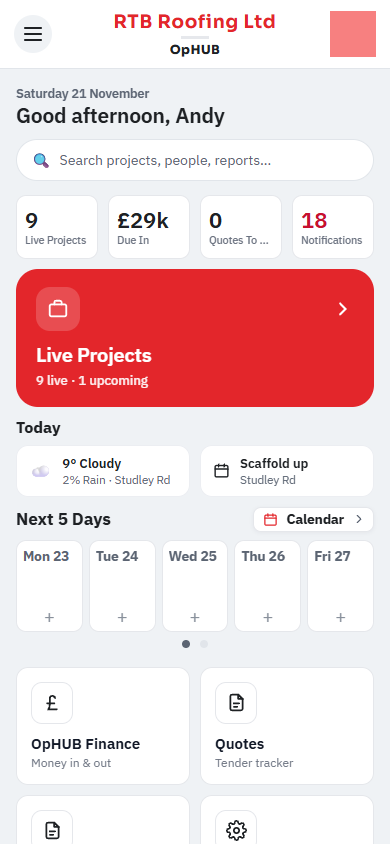 RTB Roofing Ltd
OpHUB
Saturday 21 November
Good afternoon, Andy
Search projects, people, reports...
9
Live Projects
£29k
Due In
0
Quotes To ...
18
Notifications
Live Projects
9 live · 1 upcoming
Today
9° Cloudy
2% Rain · Studley Rd
Scaffold up
Studley Rd
Next 5 Days
Calendar
Mon 23
Tue 24
Wed 25
Thu 26
Fri 27
+
+
+
+
+
£
OpHUB Finance
Money in & out
Quotes
Tender tracker